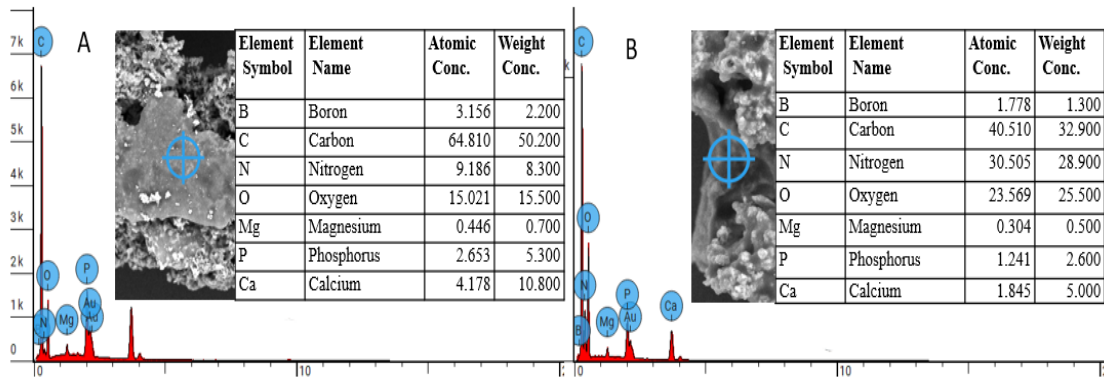 A
7k
6k
5k
4k
3k
2k
1k
0
C
O
N
Mg
P
Au
Au
0
10
20
Element Symbol Element Name Atomic Conc. Weight Conc.
B Boron 3.156 2.200
C Carbon 64.810 50.200
N Nitrogen 9.186 8.300
O Oxygen 15.021 15.500
Mg Magnesium 0.446 0.700
P Phosphorus 2.653 5.300
Ca Calcium 4.178 10.800
B
k
C
O
N
B
Mg
P
Au
Ca
0
10
Element Symbol Element Name Atomic Conc. Weight Conc.
B Boron 1.778 1.300
C Carbon 40.510 32.900
N Nitrogen 30.505 28.900
O Oxygen 23.569 25.500
Mg Magnesium 0.304 0.500
P Phosphorus 1.241 2.600
Ca Calcium 1.845 5.000